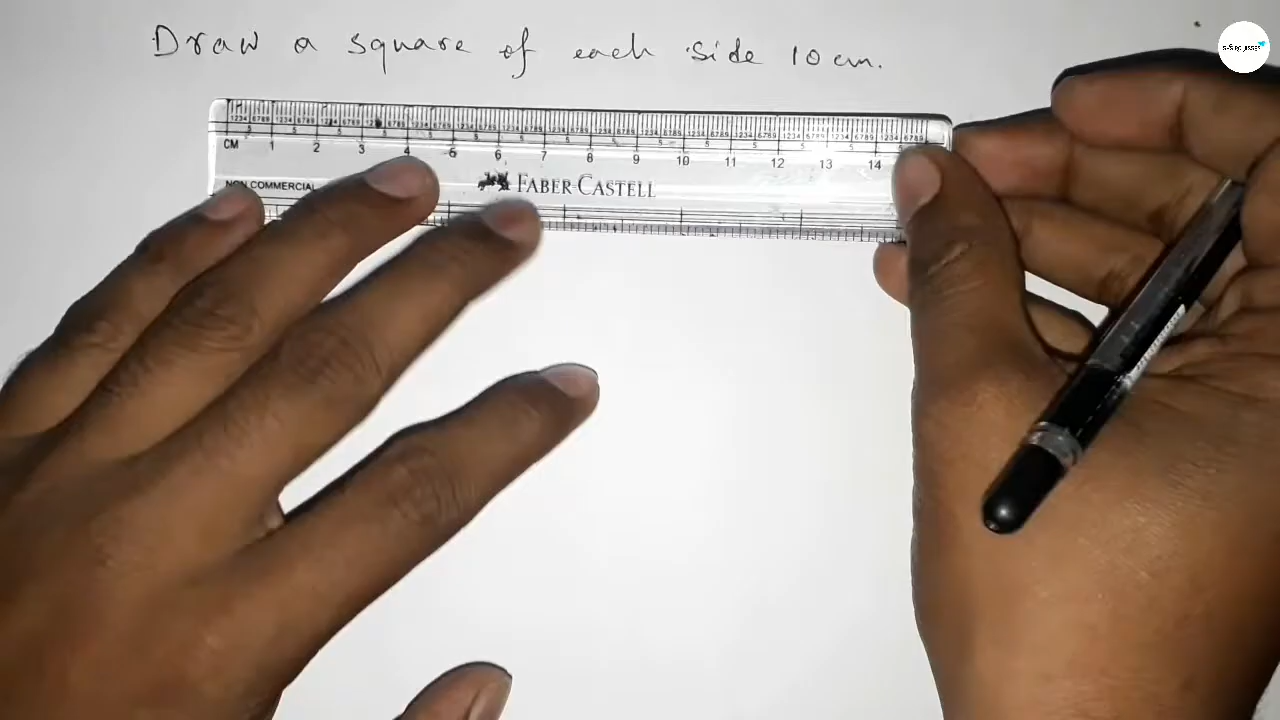 Draw a square of each side 10 cm.
CM 1 2 3 4 5 6 7 8 9 10 11 12 13 14
NON COMMERCIAL FABER-CASTELL